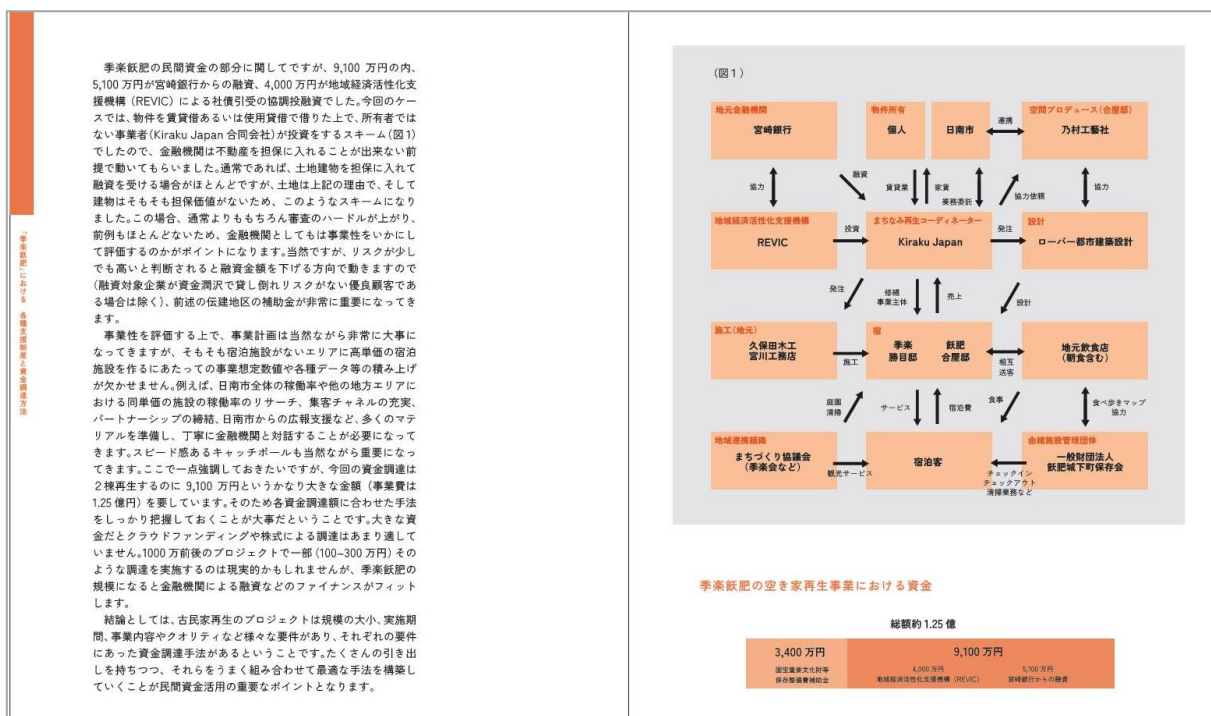 「季楽飫肥」における　各種支援制度と資金調達方法
季楽飫肥の民間資金の部分に関してですが、9,100 万円の内、
5,100 万円が宮崎銀行からの融資、4,000 万円が地域経済活性化支
援機構（REVIC）による社債引受の協調投融資でした。今回のケー
スでは、物件を賃貸借あるいは使用貸借で借りた上で、所有者では
ない事業者（Kiraku Japan 合同会社）が投資をするスキーム（図1）
でしたので、金融機関は不動産を担保に入れることが出来ない前
提で動いてもらいました。通常であれば、土地建物を担保に入れて
融資を受ける場合がほとんどですが、土地は上記の理由で、そして
建物はそもそも担保価値がないため、このようなスキームになり
ました。この場合、通常よりももちろん審査のハードルが上がり、
前例もほとんどないため、金融機関としてもは事業性をいかにし
て評価するのかがポイントになります。当然ですが、リスクが少し
でも高いと判断されると融資金額を下げる方向で動きますので
（融資対象企業が資金潤沢で貸し倒れリスクがない優良顧客であ
る場合は除く）、前述の伝建地区の補助金が非常に重要になってき
ます。
事業性を評価する上で、事業計画は当然ながら非常に大事に
なってきますが、そもそも宿泊施設がないエリアに高単価の宿泊
施設を作るにあたっての事業想定数値や各種データ等の積み上げ
が欠かせません。例えば、日南市全体の稼働率や他の地方エリアに
おける同単価の施設の稼働率のリサーチ、集客チャネルの充実、
パートナーシップの締結、日南市からの広報支援など、多くのマテ
リアルを準備し、丁寧に金融機関と対話することが必要になって
きます。スピード感あるキャッチボールも当然ながら重要になっ
てきます。ここで一点強調しておきたいですが、今回の資金調達は
２棟再生するのに 9,100 万円というかなり大きな金額（事業費は
1.25 億円）を要しています。そのため各資金調達額に合わせた手法
をしっかり把握しておくことが大事だということです。大きな資
金だとクラウドファンディングや株式による調達はあまり適して
いません。1000 万前後のプロジェクトで一部（100~300 万円）その
ような調達を実施するのは現実的かもしれませんが、季楽飫肥の
規模になると金融機関による融資などのファイナンスがフィット
します。
結論としては、古民家再生のプロジェクトは規模の大小、実施期
間、事業内容やクオリティなど様々な要件があり、それぞれの要件
にあった資金調達手法があるということです。たくさんの引き出
しを持ちつつ、それらをうまく組み合わせて最適な手法を構築し
ていくことが民間資金活用の重要なポイントとなります。
（図1）
地元金融機関
宮崎銀行
物件所有
個人
日南市
連携
空間プロデュース（合屋邸）
乃村工藝社
協力
融資
賃貸業
家賃
業務委託
協力依頼
協力
地域経済活性化支援機構
REVIC
投資
まちなみ再生コーディネーター
Kiraku Japan
発注
設計
ローバー都市建築設計
発注
修繕
事業主体
売上
設計
施工（地元）
久保田木工
宮川工務店
施工
宿
季楽
勝目邸
飫肥
合屋邸
相互
送客
地元飲食店
（朝食含む）
庭園
清掃
サービス
宿泊費
食事
食べ歩きマップ
協力
地域連携組織
まちづくり協議会
（季楽会など）
観光サービス
宿泊客
チェックイン
チェックアウト
清掃業務など
由緒施設管理団体
一般財団法人
飫肥城下町保存会
季楽飫肥の空き家再生事業における資金
総額約 1.25 億
3,400 万円
国宝重要文化財等
保存整備費補助金
9,100 万円
4,000 万円
地域経済活性化支援機構（REVIC）
5,100 万円
宮崎銀行からの融資